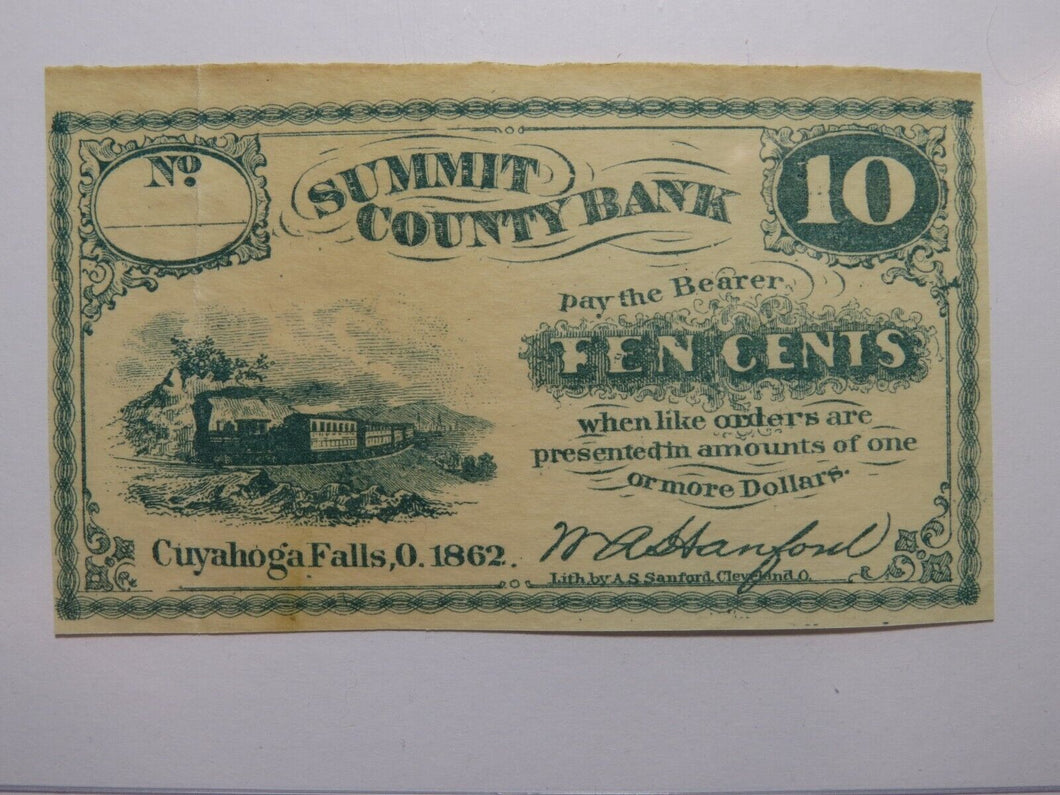 No.
SUMMIT
COUNTY BANK
10
pay the Bearer
TEN CENTS
when like orders are
presented in amounts of one
or more Dollars.
Cuyahoga Falls, O. 1862.
W A Hanford
Lith. by A. S. Sanford, Cleveland. O.